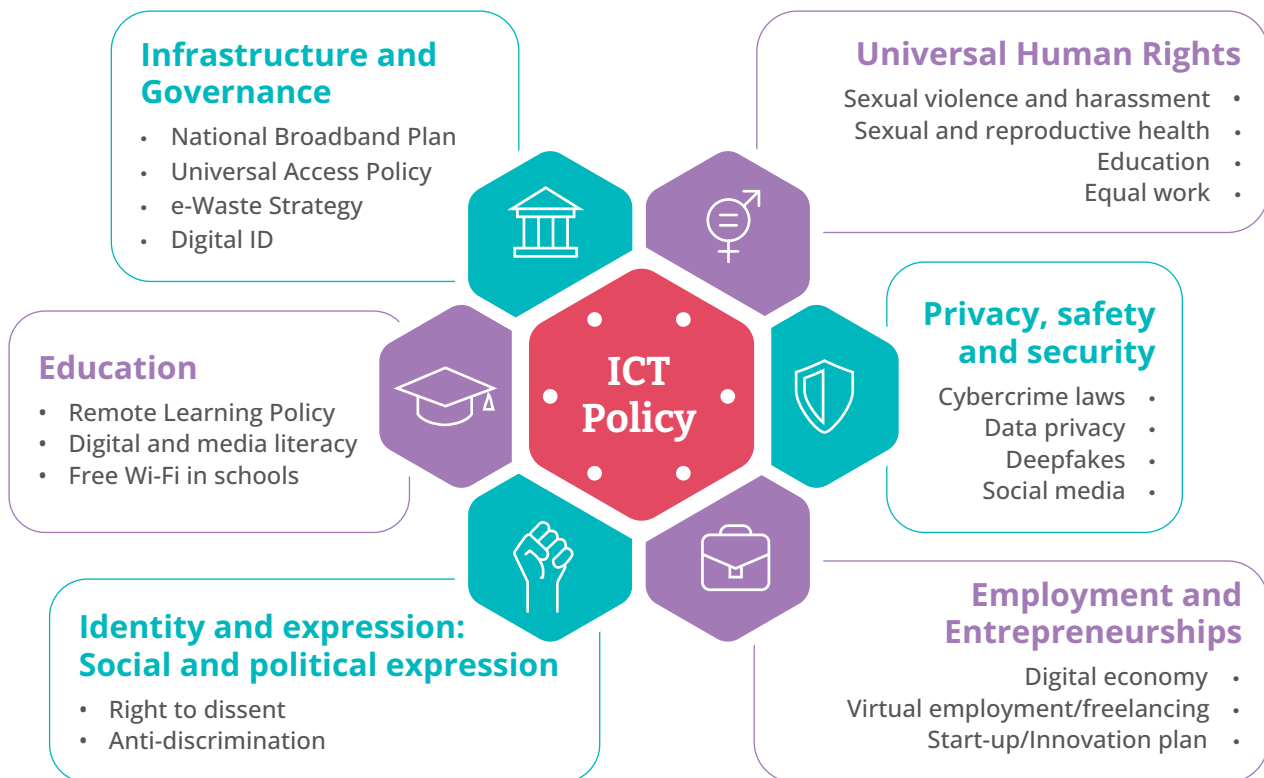 Infrastructure and
Governance
• National Broadband Plan
• Universal Access Policy
• e-Waste Strategy
• Digital ID
Universal Human Rights
Sexual violence and harassment •
Sexual and reproductive health •
Education •
Equal work •
Education
• Remote Learning Policy
• Digital and media literacy
• Free Wi-Fi in schools
ICT
Policy
Privacy, safety
and security
Cybercrime laws •
Data privacy •
Deepfakes •
Social media •
Identity and expression:
Social and political expression
• Right to dissent
• Anti-discrimination
Employment and
Entrepreneurships
Digital economy •
Virtual employment/freelancing •
Start-up/Innovation plan •